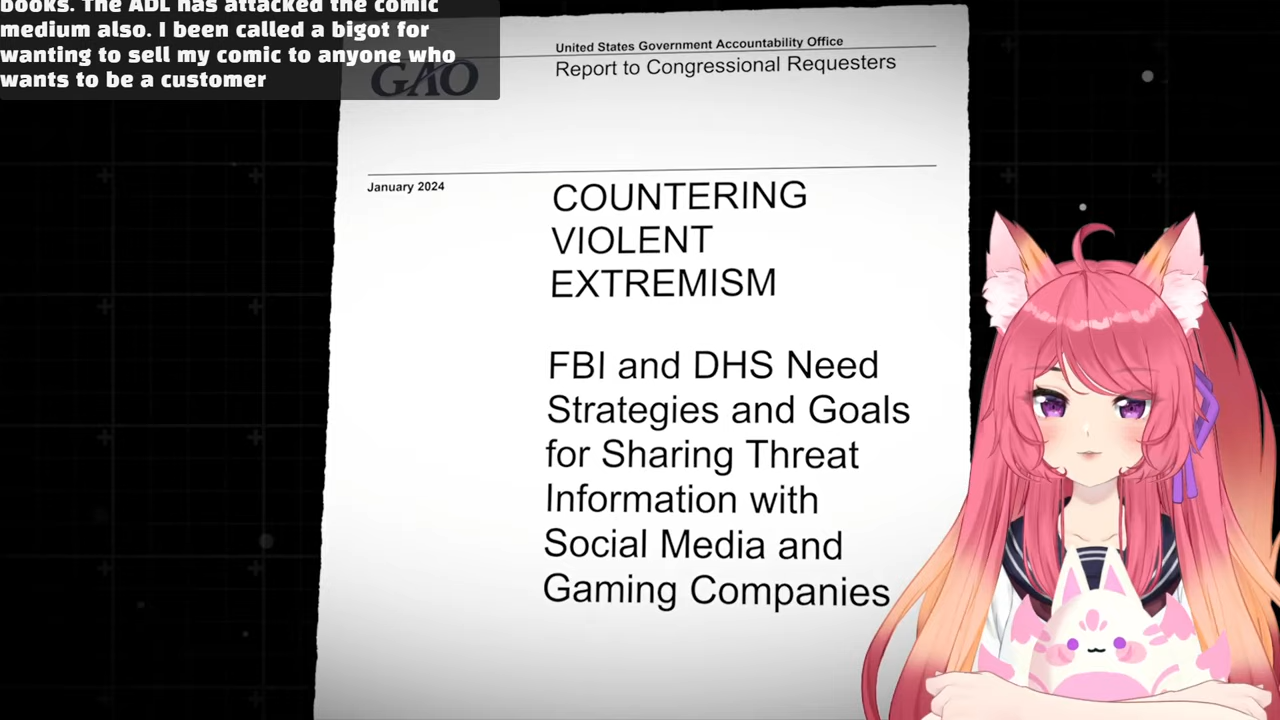 books. The ADL has attacked the comic
medium also. I been called a bigot for
wanting to sell my comic to anyone who
wants to be a customer
GAO
United States Government Accountability Office
Report to Congressional Requesters
January 2024
COUNTERING
VIOLENT
EXTREMISM
FBI and DHS Need
Strategies and Goals
for Sharing Threat
Information with
Social Media and
Gaming Companies